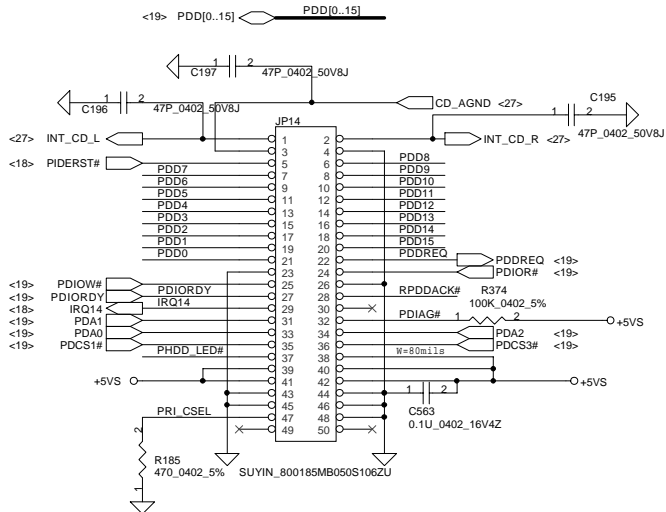 <19> PDD[0..15] PDD[0..15]
C197 1 2 47P_0402_50V8J
C196 1 2 47P_0402_50V8J
CD_AGND <27>
C195 1 2 47P_0402_50V8J
JP14
<27> INT_CD_L 1 2 INT_CD_R <27>
3 4
<18> PIDERST# 5 6 PDD8
PDD7 7 8 PDD9
PDD6 9 10 PDD10
PDD5 11 12 PDD11
PDD4 13 14 PDD12
PDD3 15 16 PDD13
PDD2 17 18 PDD14
PDD1 19 20 PDD15
PDD0 21 22 PDDREQ PDDREQ <19>
23 24 PDIOR# <19>
<19> PDIOW# 25 26
<19> PDIORDY PDIORDY 27 28 RPDDACK#
<18> IRQ14 IRQ14 29 30
R374
100K_0402_5%
<19> PDA1 31 32 PDIAG# 1 2 +5VS
<19> PDA0 33 34 PDA2 <19>
<19> PDCS1# 35 36 PDCS3# <19>
PHDD_LED# 37 38 W=80mils
39 40
+5VS 41 42 +5VS
43 44 1 2
45 46
C563
0.1U_0402_16V4Z
PRI_CSEL 47 48
49 50
2
R185
470_0402_5%
1
SUYIN_800185MB050S106ZU